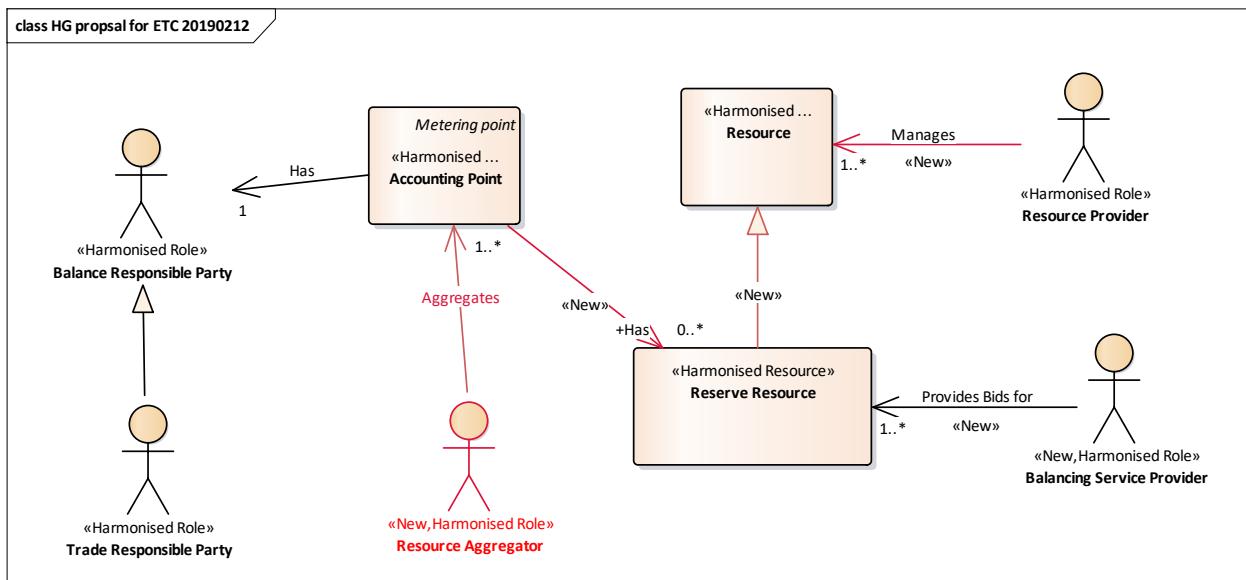 class HG propsal for ETC 20190212
Metering point
«Harmonised ...
Accounting Point
«Harmonised ...
Resource
Manages
1..*
«New»
«Harmonised Role»
Resource Provider
Has
1
«Harmonised Role»
Balance Responsible Party
1..*
Aggregates
«New»
«New»
+Has
0..*
«Harmonised Resource»
Reserve Resource
Provides Bids for
1..*
«New»
«New,Harmonised Role»
Balancing Service Provider
«Harmonised Role»
Trade Responsible Party
«New,Harmonised Role»
Resource Aggregator